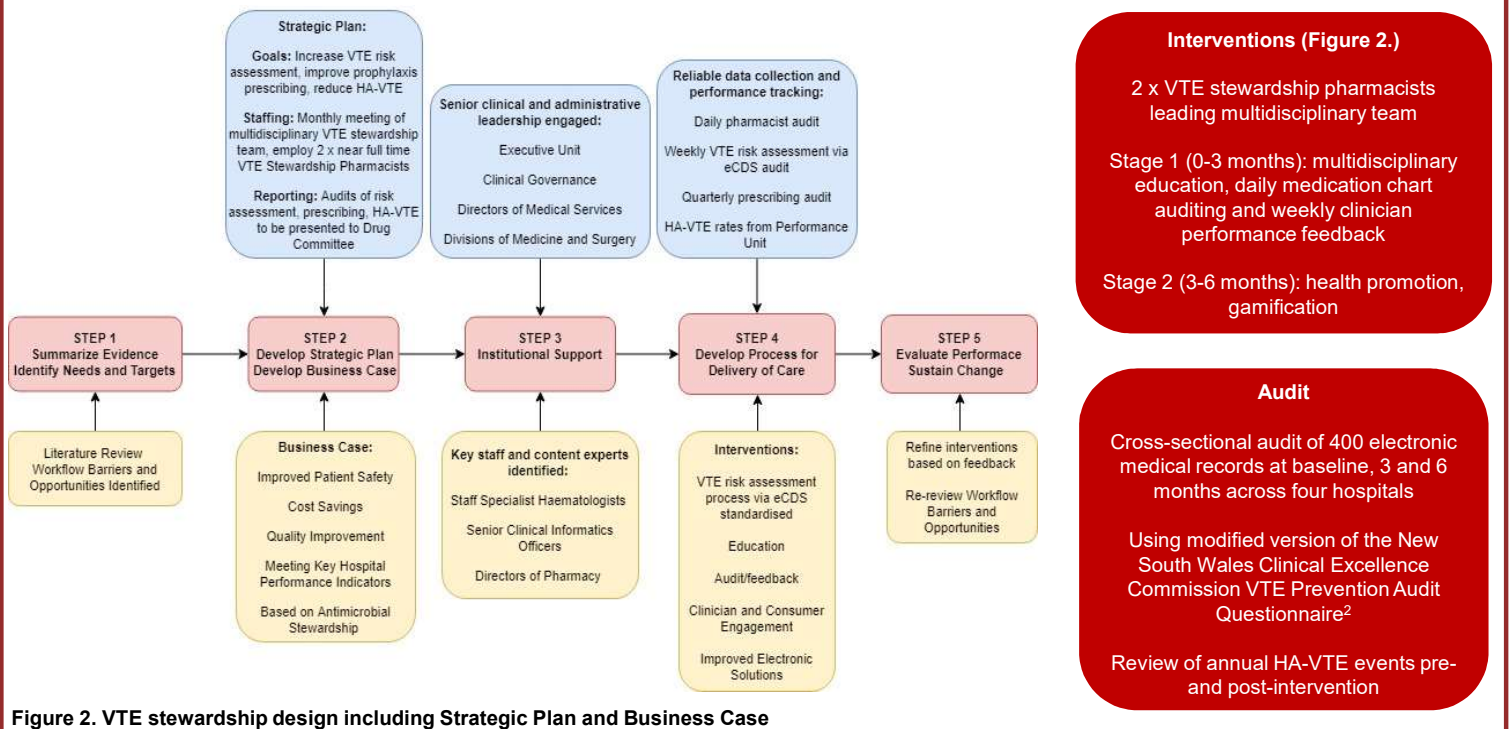 Strategic Plan:
Goals: Increase VTE risk
assessment, improve prophylaxis
prescribing, reduce HA-VTE
Staffing: Monthly meeting of
multidisciplinary VTE stewardship
team, employ 2 x near full time
VTE Stewardship Pharmacists
Reporting: Audits of risk
assessment, prescribing, HA-VTE
to be presented to Drug
Committee
Senior clinical and administrative
leadership engaged:
Executive Unit
Clinical Governance
Directors of Medical Services
Divisions of Medicine and Surgery
Reliable data collection and
performance tracking:
Daily pharmacist audit
Weekly VTE risk assessment via
eCDS audit
Quarterly prescribing audit
HA-VTE rates from Performance
Unit
STEP 1
Summarize Evidence
Identify Needs and Targets
STEP 2
Develop Strategic Plan
Develop Business Case
STEP 3
Institutional Support
STEP 4
Develop Process for
Delivery of Care
STEP 5
Evaluate Performace
Sustain Change
Literature Review
Workflow Barriers and
Opportunities Identified
Business Case:
Improved Patient Safety
Cost Savings
Quality Improvement
Meeting Key Hospital
Performance Indicators
Based on Antimicrobial
Stewardship
Key staff and content experts
identified:
Staff Specialist Haematologists
Senior Clinical Informatics
Officers
Directors of Pharmacy
Interventions:
VTE risk assessment
process via eCDS
standardised
Education
Audit/feedback
Clinician and Consumer
Engagement
Improved Electronic
Solutions
Refine interventions
based on feedback
Re-review Workflow
Barriers and
Opportunities
Figure 2. VTE stewardship design including Strategic Plan and Business Case
Interventions (Figure 2.)
2 x VTE stewardship pharmacists
leading multidisciplinary team
Stage 1 (0-3 months): multidisciplinary
education, daily medication chart
auditing and weekly clinician
performance feedback
Stage 2 (3-6 months): health promotion,
gamification
Audit
Cross-sectional audit of 400 electronic
medical records at baseline, 3 and 6
months across four hospitals
Using modified version of the New
South Wales Clinical Excellence
Commission VTE Prevention Audit
Questionnaire²
Review of annual HA-VTE events pre-
and post-intervention